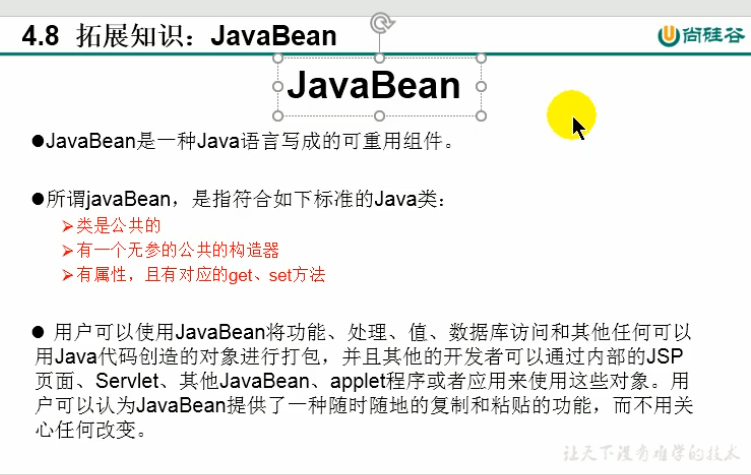 4.8 拓展知识：JavaBean
尚硅谷
JavaBean
●JavaBean是一种Java语言写成的可重用组件。
●所谓javaBean，是指符合如下标准的Java类：
➢类是公共的
➢有一个无参的公共的构造器
➢有属性，且有对应的get、set方法
● 用户可以使用JavaBean将功能、处理、值、数据库访问和其他任何可以
用Java代码创造的对象进行打包，并且其他的开发者可以通过内部的JSP
页面、Servlet、其他JavaBean、applet程序或者应用来使用这些对象。用
户可以认为JavaBean提供了一种随时随地的复制和粘贴的功能，而不用关
心任何改变。
让天下没有难学的技术